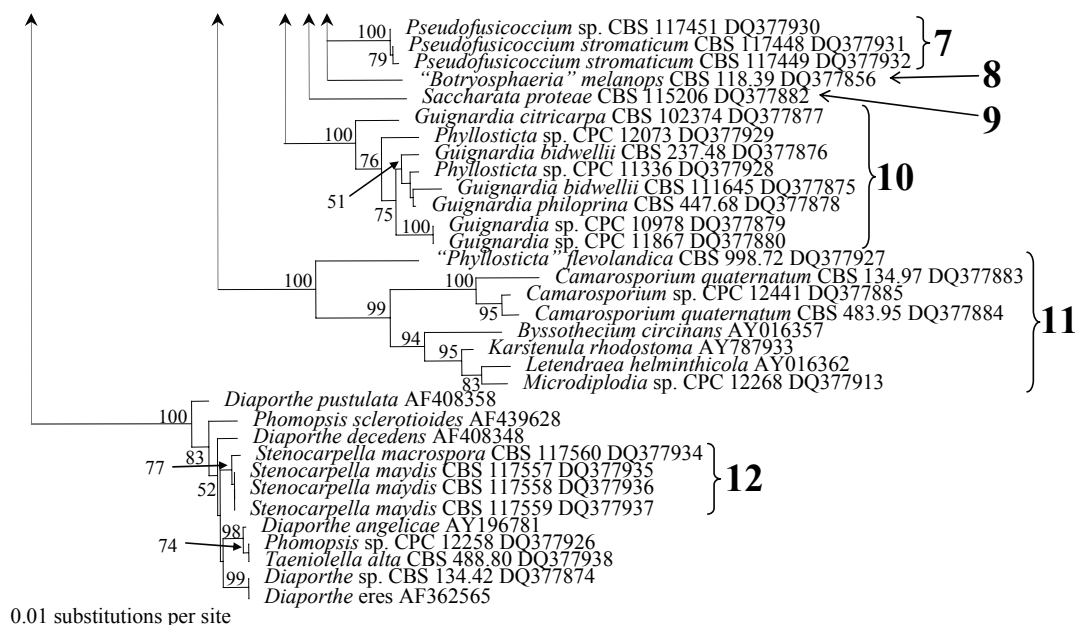 100
Pseudofusicoccium sp. CBS 117451 DQ377930
Pseudofusicoccium stromaticum CBS 117448 DQ377931
79
Pseudofusicoccium stromaticum CBS 117449 DQ377932
7
“Botryosphaeria” melanops CBS 118.39 DQ377856
8
Saccharata proteae CBS 115206 DQ377882
9
Guignardia citricarpa CBS 102374 DQ377877
100
Phyllosticta sp. CPC 12073 DQ377929
Guignardia bidwellii CBS 237.48 DQ377876
76
Phyllosticta sp. CPC 11336 DQ377928
10
Guignardia bidwellii CBS 111645 DQ377875
51
Guignardia philoprina CBS 447.68 DQ377878
75
100
Guignardia sp. CPC 10978 DQ377879
Guignardia sp. CPC 11867 DQ377880
“Phyllosticta” flevolandica CBS 998.72 DQ377927
100
Camarosporium quaternatum CBS 134.97 DQ377883
100
Camarosporium sp. CPC 12441 DQ377885
95
Camarosporium quaternatum CBS 483.95 DQ377884
99
11
Byssothecium circinans AY016357
94
Karstenula rhodostoma AY787933
95
Letendraea helminthicola AY016362
83
Microdiplodia sp. CPC 12268 DQ377913
Diaporthe pustulata AF408358
100
Phomopsis sclerotioides AF439628
Diaporthe decedens AF408348
83
Stenocarpella macrospora CBS 117560 DQ377934
77
Stenocarpella maydis CBS 117557 DQ377935
52
Stenocarpella maydis CBS 117558 DQ377936
12
Stenocarpella maydis CBS 117559 DQ377937
Diaporthe angelicae AY196781
98
Phomopsis sp. CPC 12258 DQ377926
74
Taeniolella alta CBS 488.80 DQ377938
99
Diaporthe sp. CBS 134.42 DQ377874
Diaporthe eres AF362565
0.01 substitutions per site